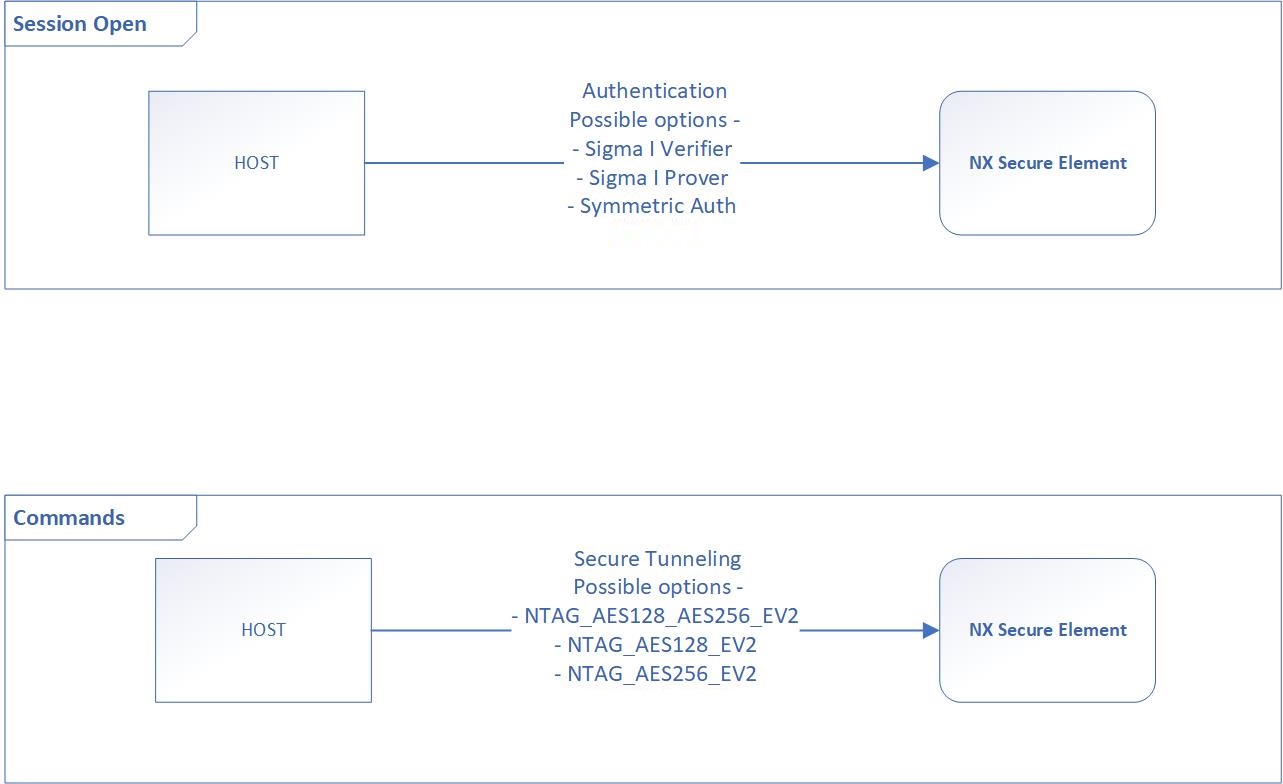 Session Open
HOST
Authentication
Possible options -
- Sigma I Verifier
- Sigma I Prover
- Symmetric Auth
NX Secure Element
Commands
HOST
Secure Tunneling
Possible options -
- NTAG_AES128_AES256_EV2
- NTAG_AES128_EV2
- NTAG_AES256_EV2
NX Secure Element